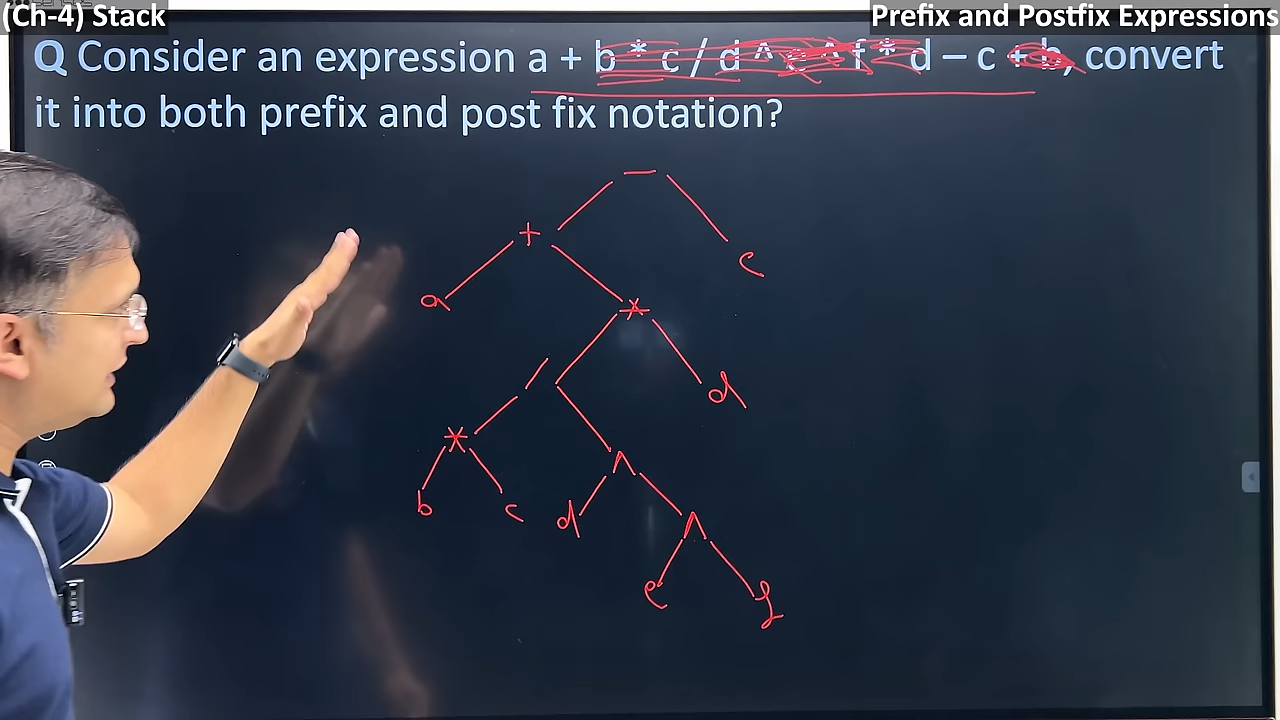 (Ch-4) Stack
Prefix and Postfix Expressions
Q Consider an expression a + b * c / d ^ e ^ f * d – c + b, convert
it into both prefix and post fix notation?
–
+
c
a
*
/
d
*
^
b
c
d
^
e
f